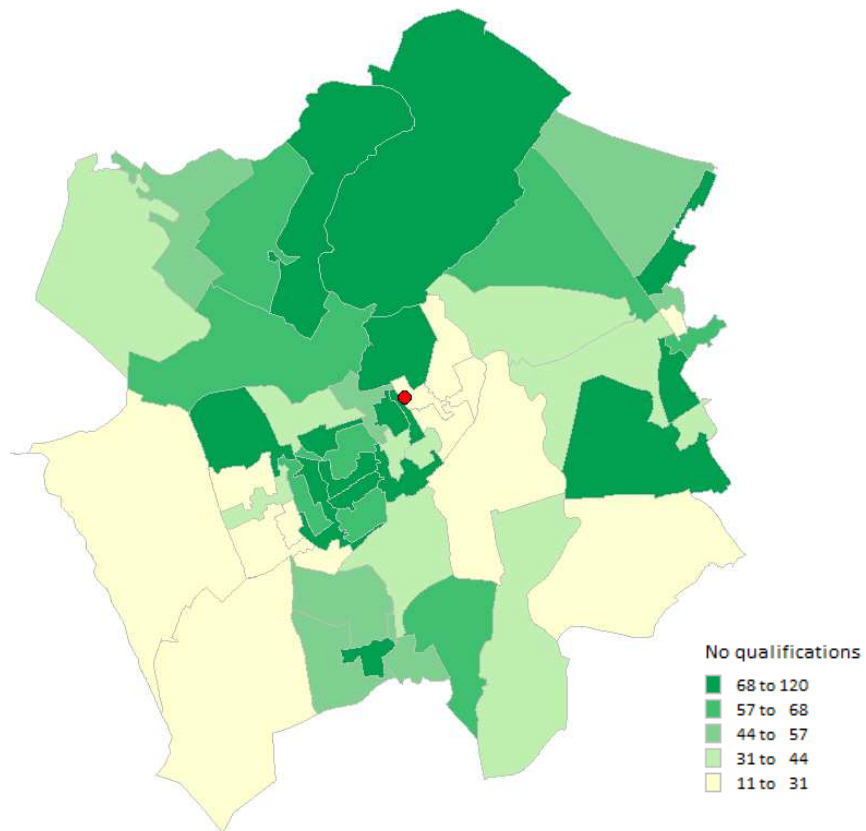 No qualifications
68 to 120
57 to 68
44 to 57
31 to 44
11 to 31